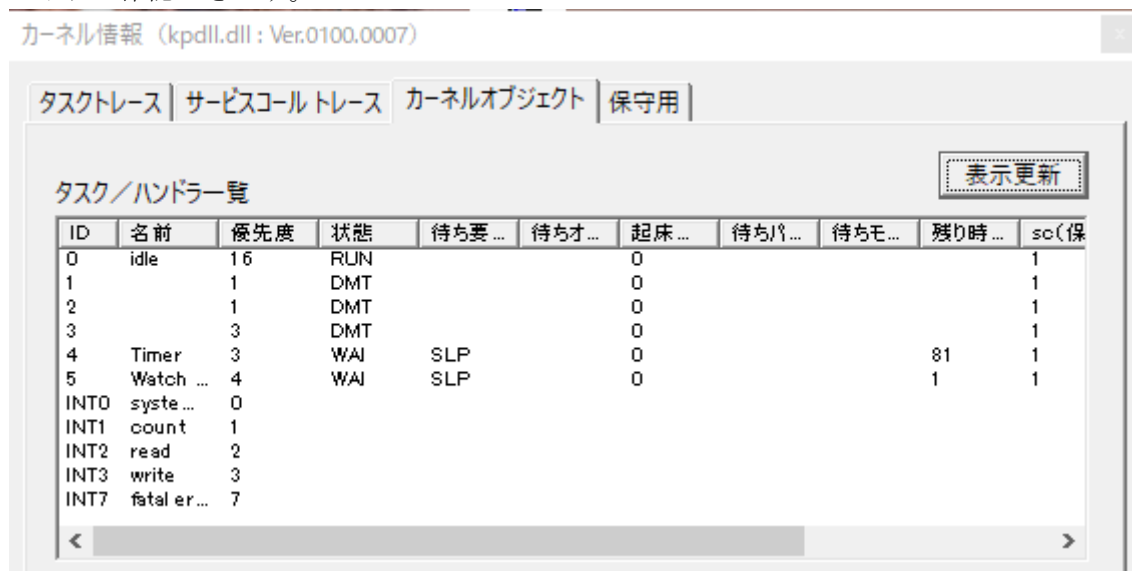 カーネル情報（kpdll.dll : Ver.0100.0007）
タスクトレース サービスコール トレース カーネルオブジェクト 保守用
表示更新
タスク／ハンドラ一覧
ID 名前 優先度 状態 待ち要... 待ちオ... 起床... 待ちパ... 待ちモ... 残り時... sc(保
0 idle 16 RUN 0 1
1 1 DMT 0 1
2 1 DMT 0 1
3 3 DMT 0 1
4 Timer 3 WAI SLP 0 81 1
5 Watch ... 4 WAI SLP 0 1 1
INT0 syste... 0
INT1 count 1
INT2 read 2
INT3 write 3
INT7 fatal er... 7